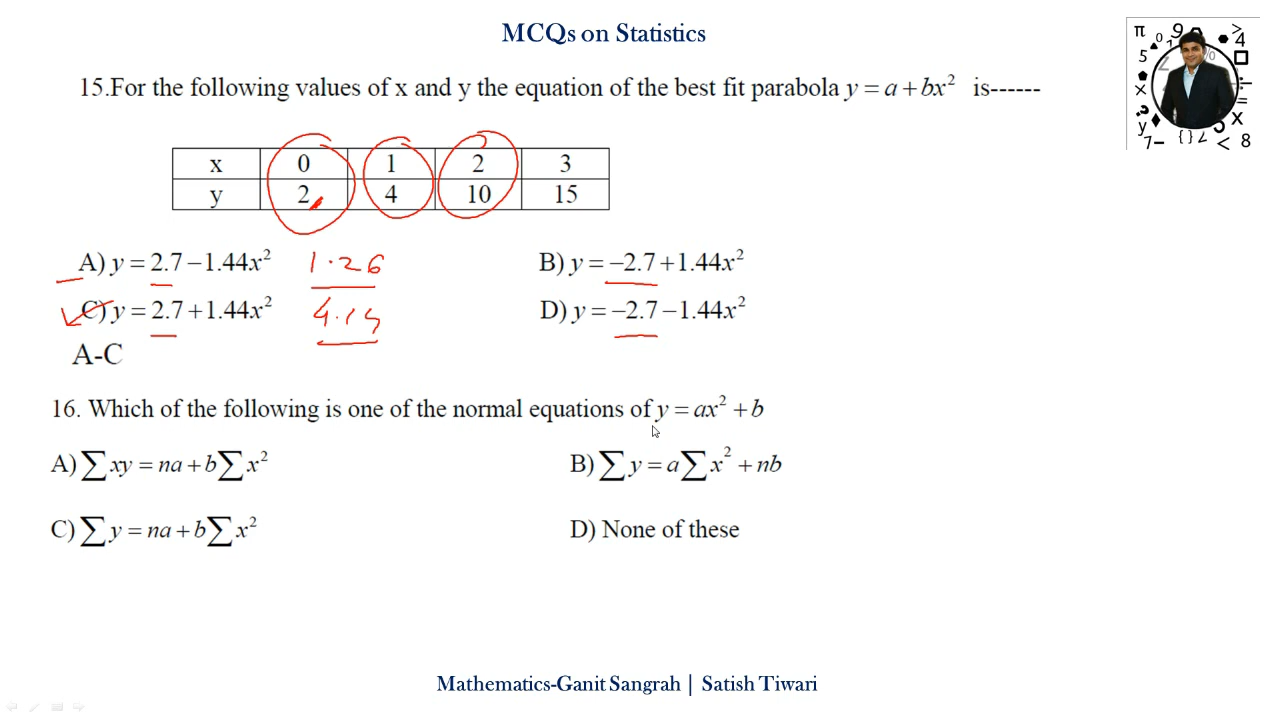 MCQs on Statistics
15.For the following values of x and y the equation of the best fit parabola y = a + bx² is------
x 0 1 2 3
y 2 4 10 15
A) y = 2.7 − 1.44x² 1.26 B) y = −2.7 + 1.44x²
C) y = 2.7 + 1.44x² D) y = −2.7 − 1.44x²
A-C
16. Which of the following is one of the normal equations of y = ax² + b
A) ∑xy = na + b∑x² B) ∑y = a∑x² + nb
C) ∑y = na + b∑x² D) None of these
Mathematics-Ganit Sangrah | Satish Tiwari